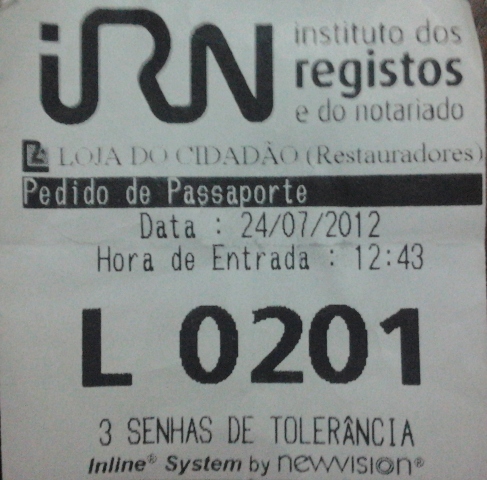 iRN
instituto dos
registos
e do notariado
LOJA DO CIDADÃO (Restauradores)
Pedido de Passaporte
Data : 24/07/2012
Hora de Entrada : 12:43
L 0201
3 SENHAS DE TOLERÂNCIA
Inline® System by newvision®